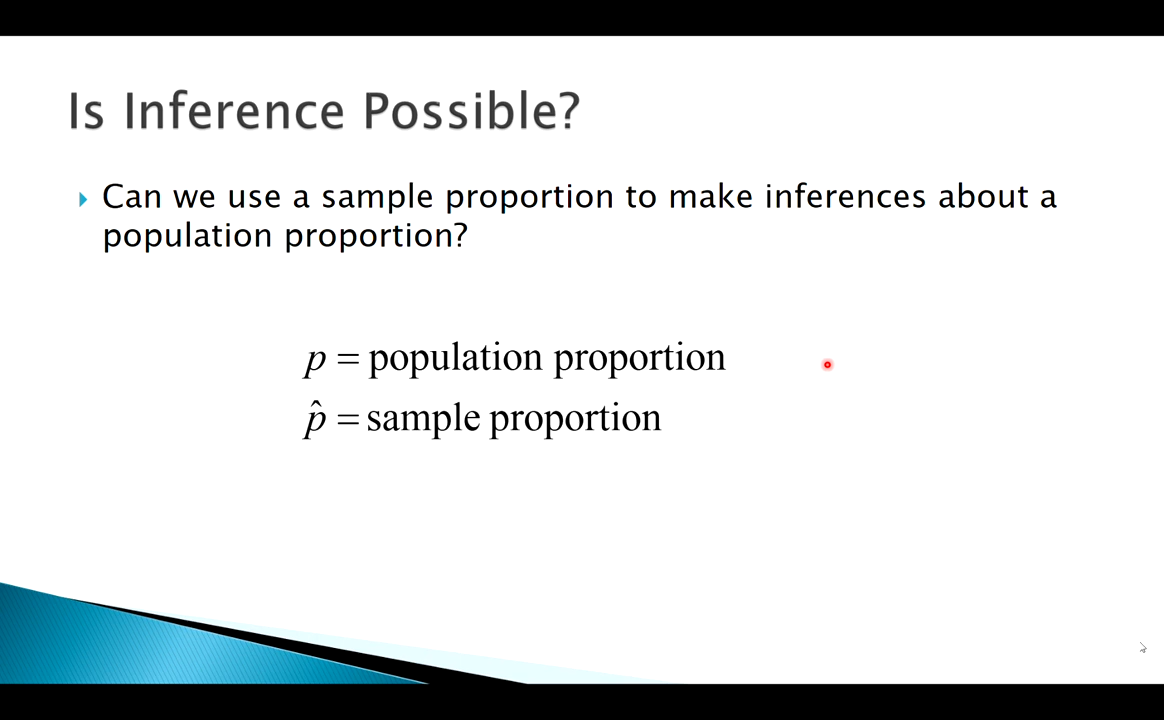 Is Inference Possible?
Can we use a sample proportion to make inferences about a
population proportion?
p = population proportion
p̂ = sample proportion